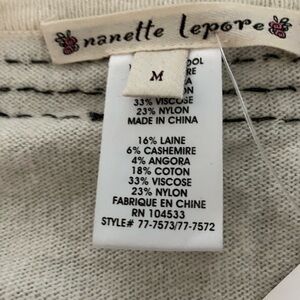 nanette lepore
M
33% VISCOSE
23% NYLON
MADE IN CHINA
16% LAINE
6% CASHEMIRE
4% ANGORA
18% COTON
33% VISCOSE
23% NYLON
FABRIQUE EN CHINE
RN 104533
STYLE# 77-7573/77-7572